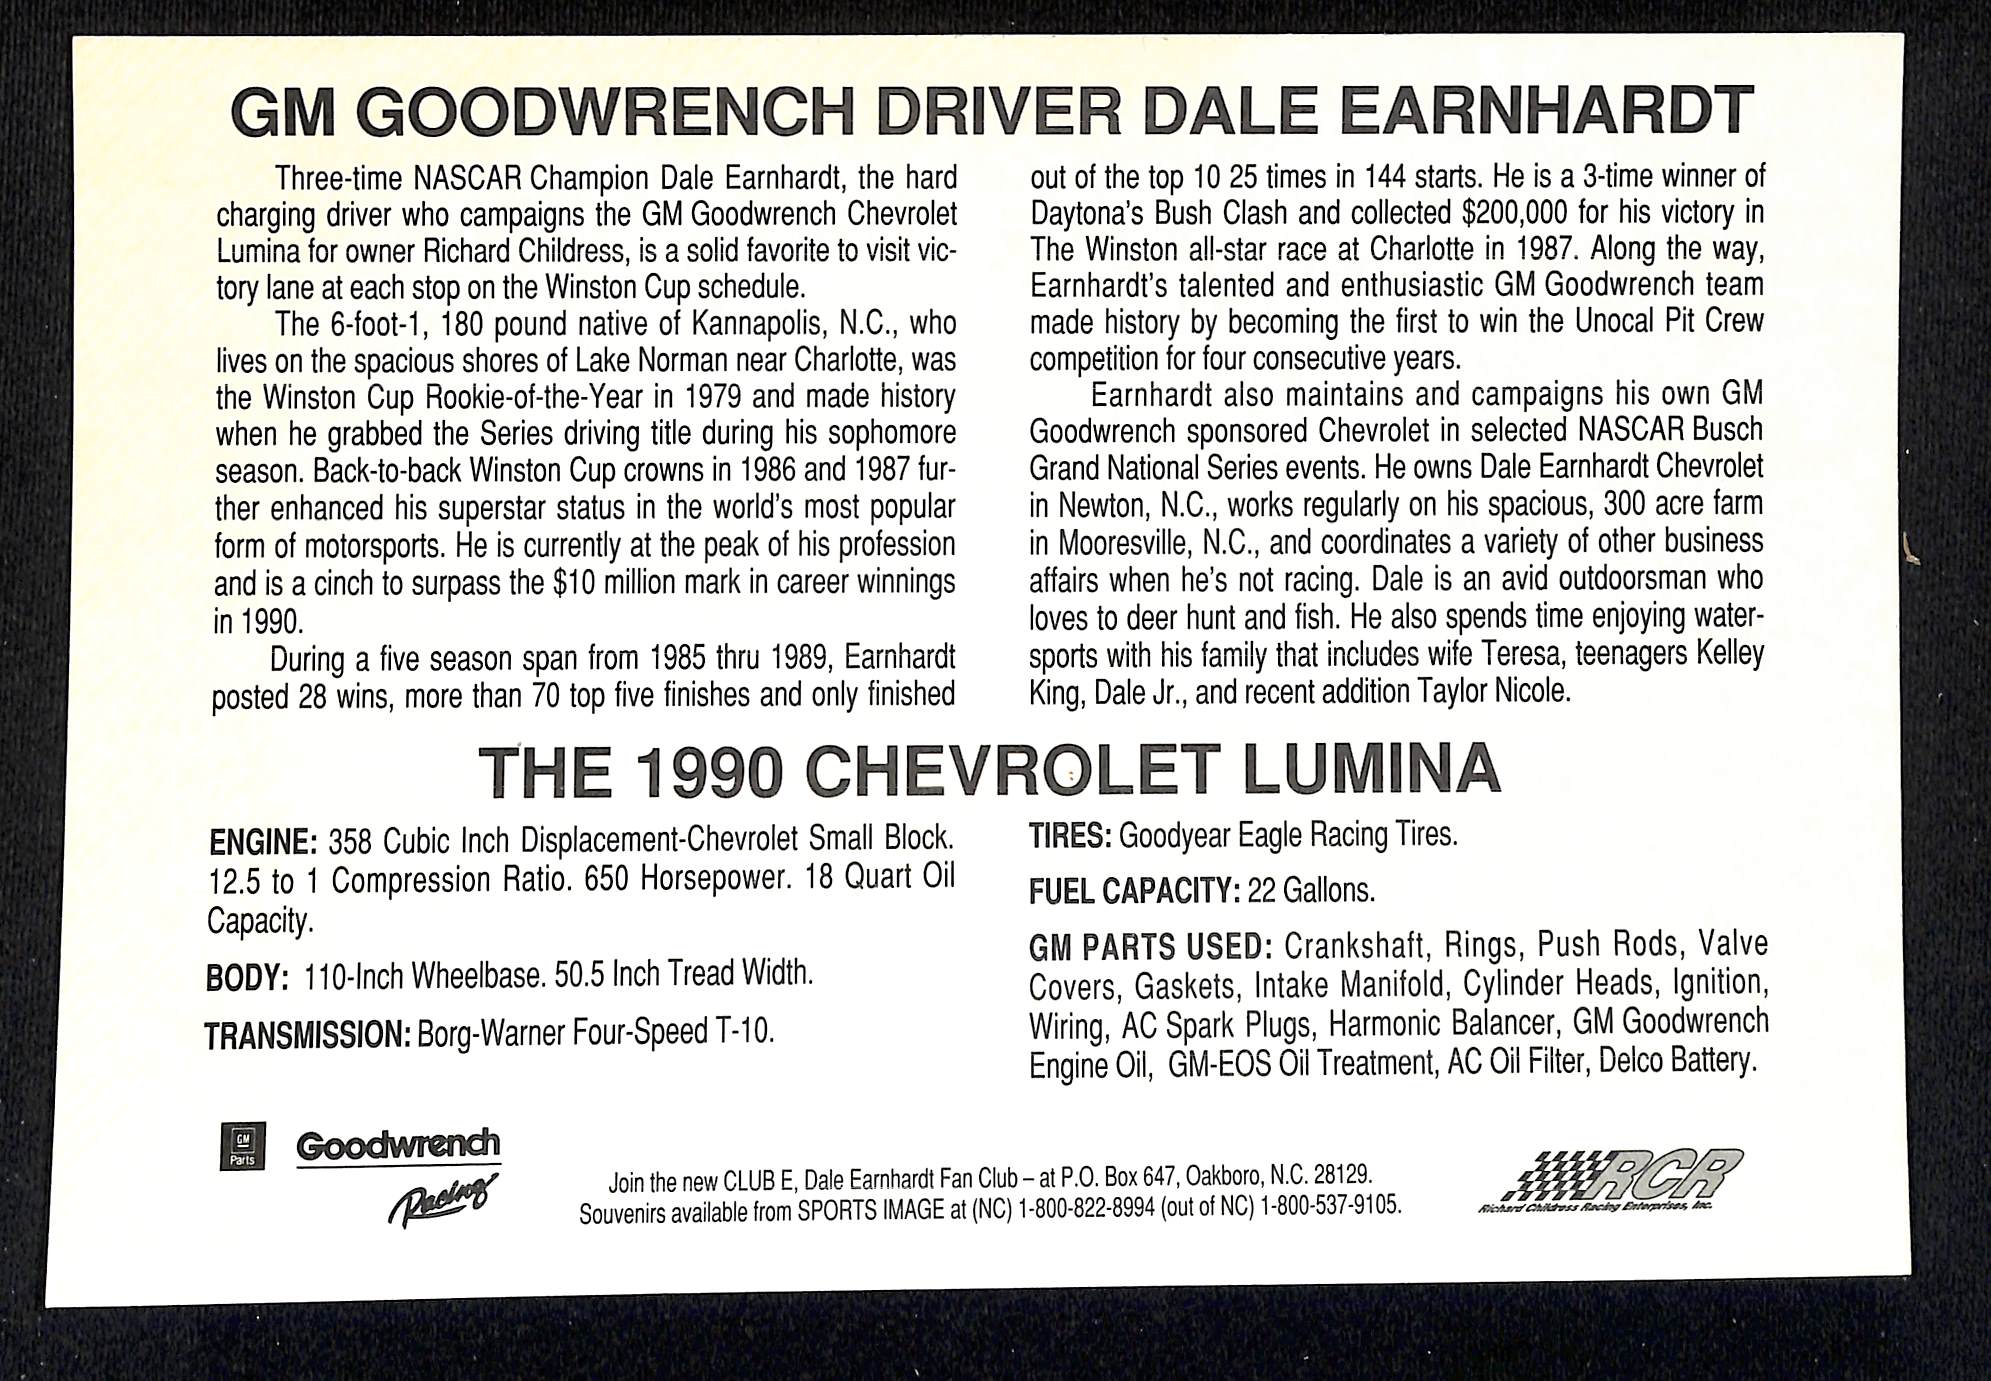 GM GOODWRENCH DRIVER DALE EARNHARDT
Three-time NASCAR Champion Dale Earnhardt, the hard
charging driver who campaigns the GM Goodwrench Chevrolet
Lumina for owner Richard Childress, is a solid favorite to visit vic-
tory lane at each stop on the Winston Cup schedule.
The 6-foot-1, 180 pound native of Kannapolis, N.C., who
lives on the spacious shores of Lake Norman near Charlotte, was
the Winston Cup Rookie-of-the-Year in 1979 and made history
when he grabbed the Series driving title during his sophomore
season. Back-to-back Winston Cup crowns in 1986 and 1987 fur-
ther enhanced his superstar status in the world's most popular
form of motorsports. He is currently at the peak of his profession
and is a cinch to surpass the $10 million mark in career winnings
in 1990.
During a five season span from 1985 thru 1989, Earnhardt
posted 28 wins, more than 70 top five finishes and only finished
out of the top 10 25 times in 144 starts. He is a 3-time winner of
Daytona's Bush Clash and collected $200,000 for his victory in
The Winston all-star race at Charlotte in 1987. Along the way,
Earnhardt's talented and enthusiastic GM Goodwrench team
made history by becoming the first to win the Unocal Pit Crew
competition for four consecutive years.
Earnhardt also maintains and campaigns his own GM
Goodwrench sponsored Chevrolet in selected NASCAR Busch
Grand National Series events. He owns Dale Earnhardt Chevrolet
in Newton, N.C., works regularly on his spacious, 300 acre farm
in Mooresville, N.C., and coordinates a variety of other business
affairs when he's not racing. Dale is an avid outdoorsman who
loves to deer hunt and fish. He also spends time enjoying water-
sports with his family that includes wife Teresa, teenagers Kelley
King, Dale Jr., and recent addition Taylor Nicole.
THE 1990 CHEVROLET LUMINA
ENGINE: 358 Cubic Inch Displacement-Chevrolet Small Block.
12.5 to 1 Compression Ratio. 650 Horsepower. 18 Quart Oil
Capacity.
BODY: 110-Inch Wheelbase. 50.5 Inch Tread Width.
TRANSMISSION: Borg-Warner Four-Speed T-10.
TIRES: Goodyear Eagle Racing Tires.
FUEL CAPACITY: 22 Gallons.
GM PARTS USED: Crankshaft, Rings, Push Rods, Valve
Covers, Gaskets, Intake Manifold, Cylinder Heads, Ignition,
Wiring, AC Spark Plugs, Harmonic Balancer, GM Goodwrench
Engine Oil, GM-EOS Oil Treatment, AC Oil Filter, Delco Battery.
GM
Parts
Goodwrench
Racing
Join the new CLUB E, Dale Earnhardt Fan Club – at P.O. Box 647, Oakboro, N.C. 28129.
Souvenirs available from SPORTS IMAGE at (NC) 1-800-822-8994 (out of NC) 1-800-537-9105.
RCR
Richard Childress Racing Enterprises, Inc.